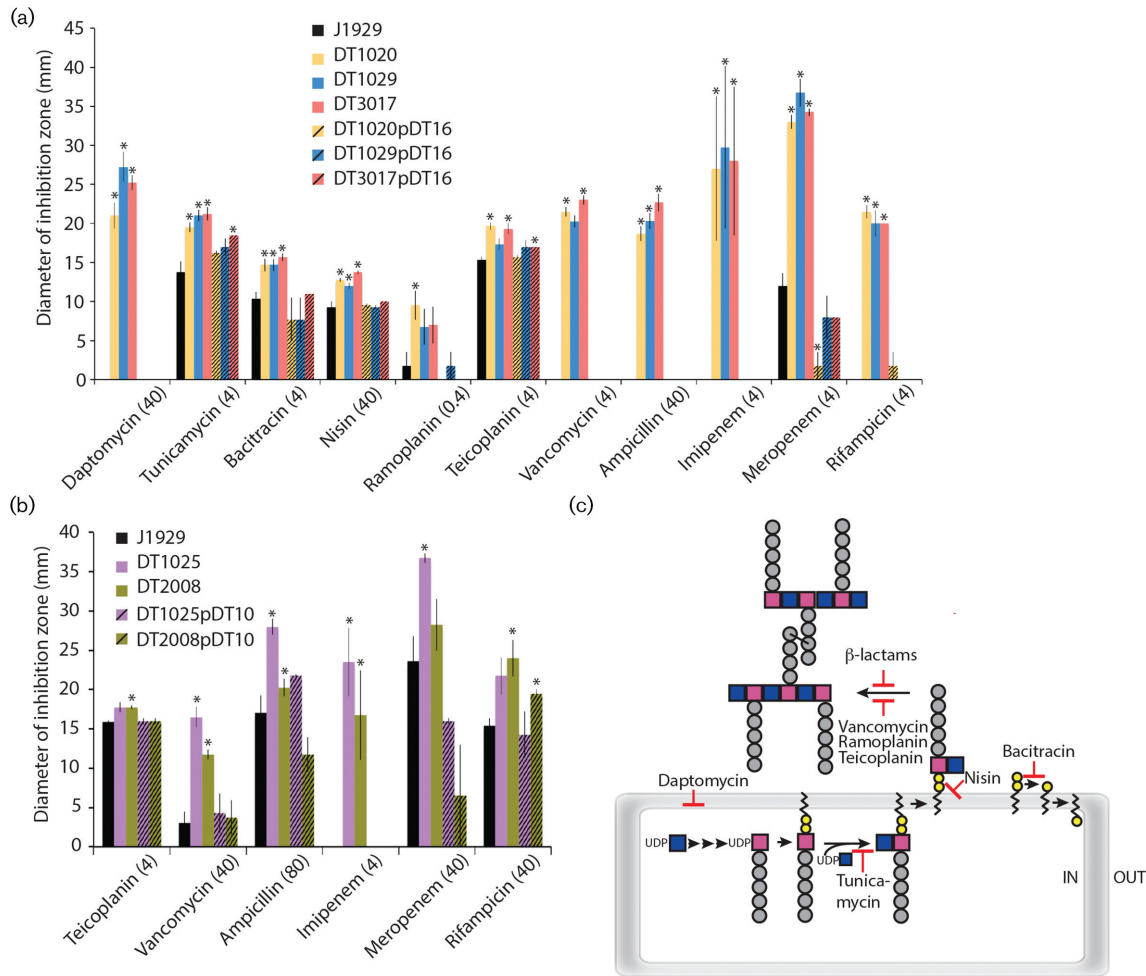 (a)
45
40
35
30
25
20
15
10
5
0
Diameter of inhibition zone (mm)
J1929
DT1020
DT1029
DT3017
DT1020pDT16
DT1029pDT16
DT3017pDT16
* * *
* * *
* * *
* * *
*
* * *
* *
* * *
* * *
* * * *
* * *
Daptomycin (40)
Tunicamycin (4)
Bacitracin (4)
Nisin (40)
Ramoplanin (0.4)
Teicoplanin (4)
Vancomycin (4)
Ampicillin (40)
Imipenem (4)
Meropenem (4)
Rifampicin (4)
(b)
40
35
30
25
20
15
10
5
0
Diameter of inhibition zone (mm)
J1929
DT1025
DT2008
DT1025pDT10
DT2008pDT10
*
* *
* *
* *
*
* *
Teicoplanin (4)
Vancomycin (40)
Ampicillin (80)
Imipenem (4)
Meropenem (40)
Rifampicin (40)
(c)
β-lactams
Vancomycin
Ramoplanin
Teicoplanin
Bacitracin
Nisin
Daptomycin
UDP
UDP
UDP
Tunica-
mycin
IN
OUT